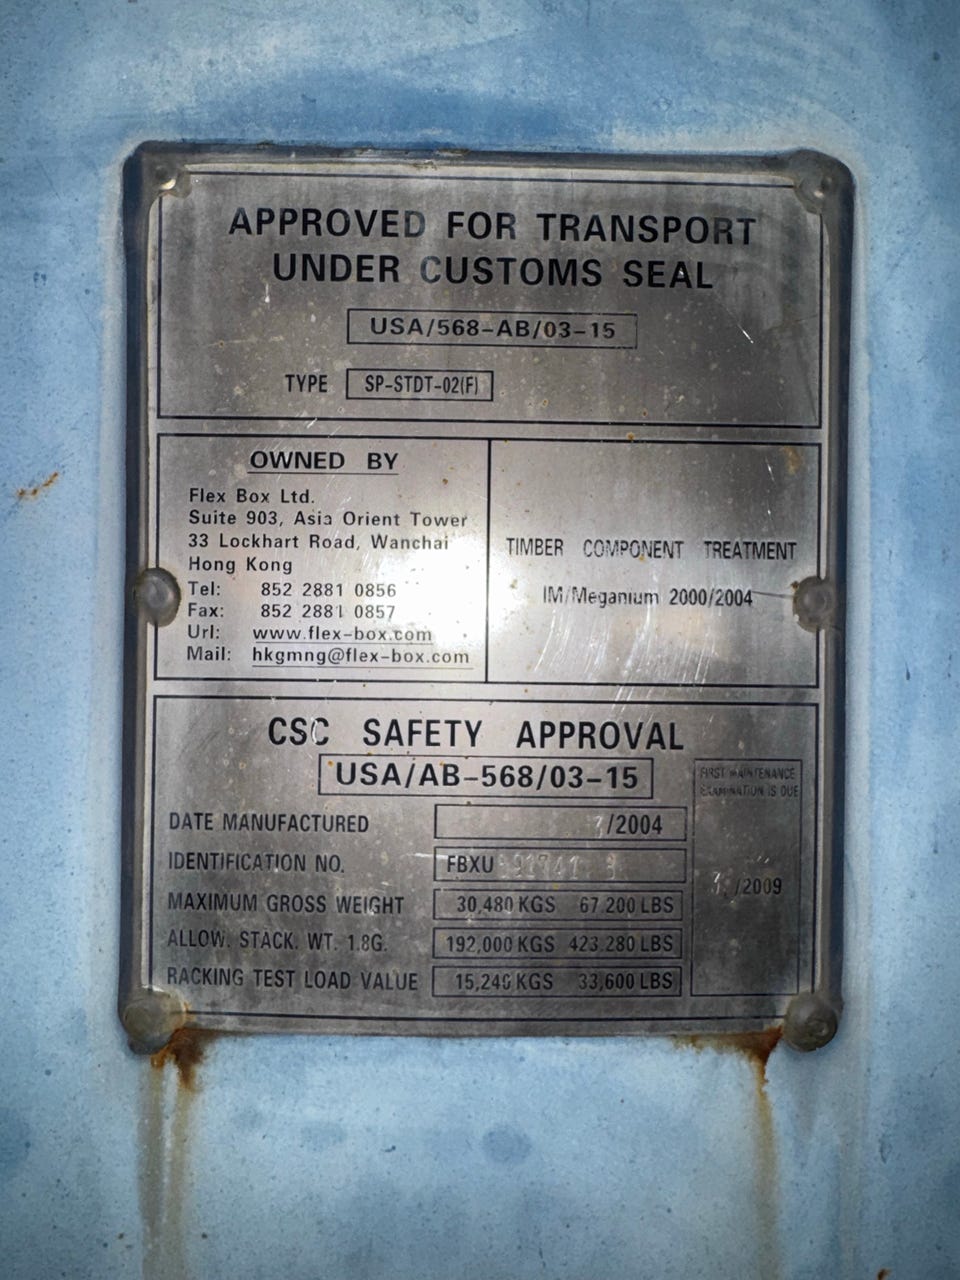 APPROVED FOR TRANSPORT
UNDER CUSTOMS SEAL
USA/568-AB/03-15
TYPE SP-STDT-02(F)
OWNED BY
Flex Box Ltd.
Suite 903, Asia Orient Tower
33 Lockhart Road, Wanchai
Hong Kong
Tel: 852 2881 0856
Fax: 852 2881 0857
Url: www.flex-box.com
Mail: hkgmng@flex-box.com
TIMBER COMPONENT TREATMENT
IM/Meganium 2000/2004
CSC SAFETY APPROVAL
USA/AB-568/03-15
FIRST MAINTENANCE
EXAMINATION IS DUE
/2009
DATE MANUFACTURED /2004
IDENTIFICATION NO. FBXU
MAXIMUM GROSS WEIGHT 30,480 KGS 67.200 LBS
ALLOW. STACK. WT. 1.8G. 192,000 KGS 423.280 LBS
RACKING TEST LOAD VALUE 15,240 KGS 33,600 LBS